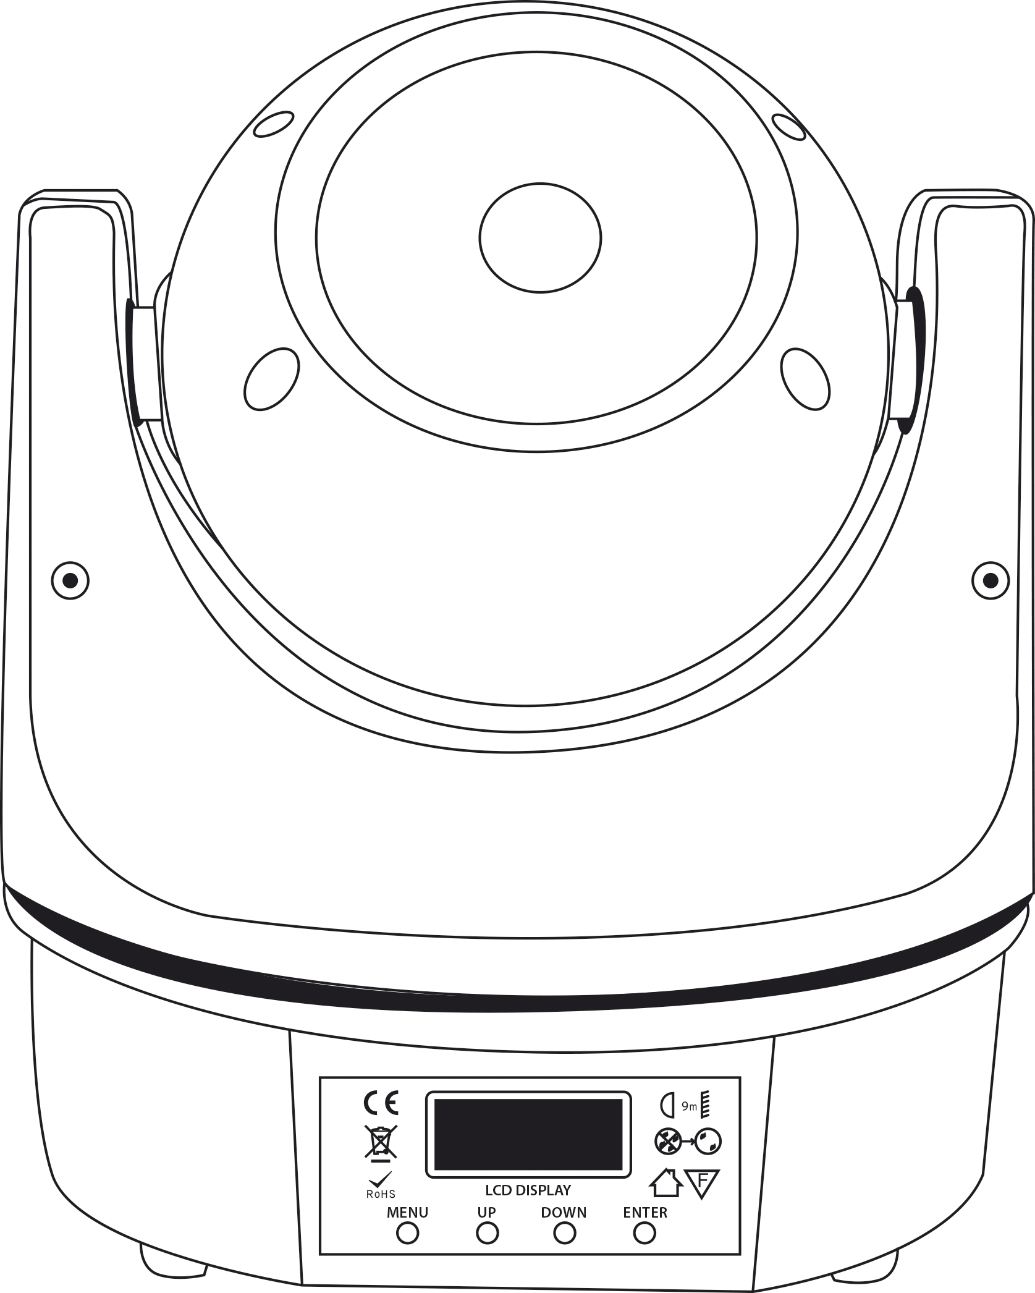 CE
9m
RoHS
F
LCD DISPLAY
MENU UP DOWN ENTER